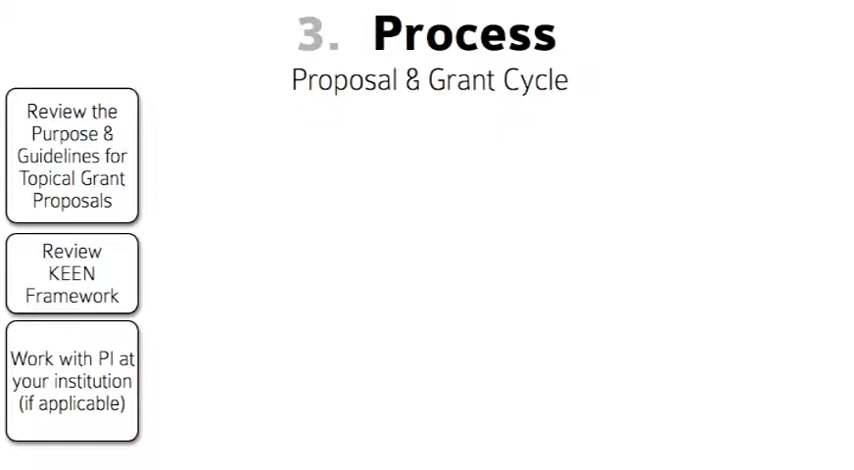 3. Process
Proposal & Grant Cycle
Review the
Purpose &
Guidelines for
Topical Grant
Proposals
Review
KEEN
Framework
Work with PI at
your institution
(if applicable)